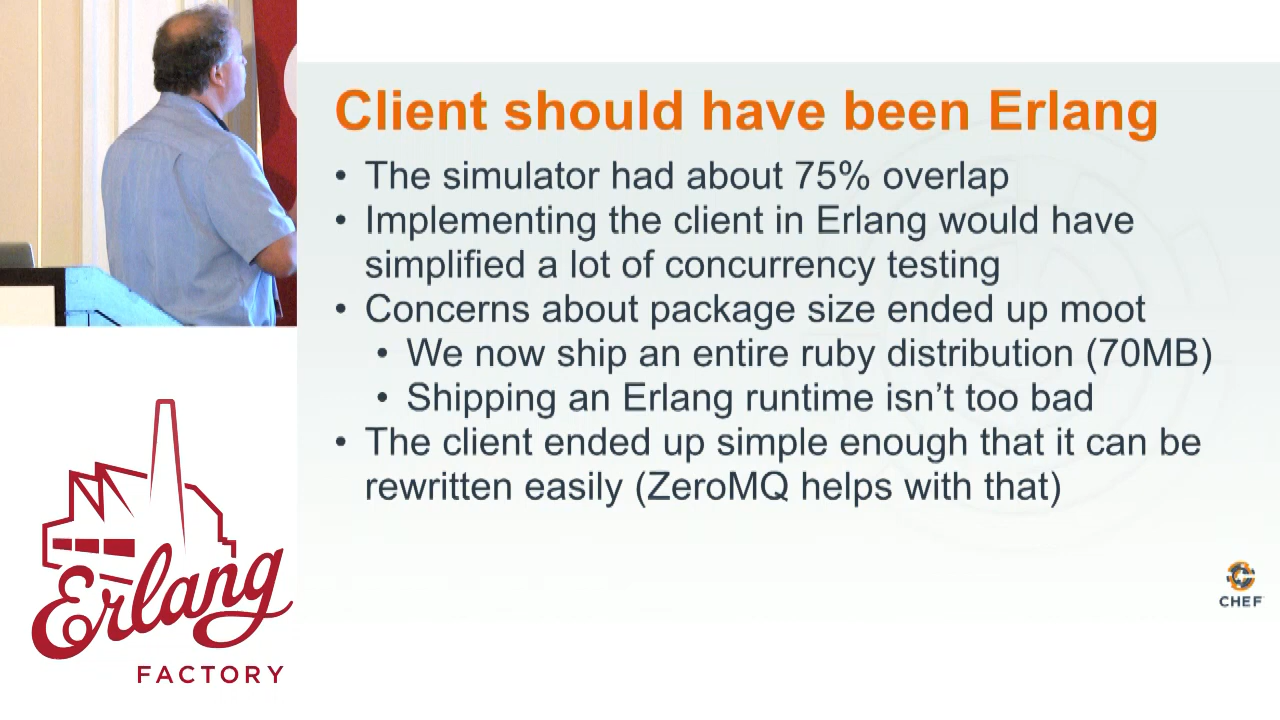 Client should have been Erlang
• The simulator had about 75% overlap
• Implementing the client in Erlang would have
simplified a lot of concurrency testing
• Concerns about package size ended up moot
• We now ship an entire ruby distribution (70MB)
• Shipping an Erlang runtime isn’t too bad
• The client ended up simple enough that it can be
rewritten easily (ZeroMQ helps with that)
CHEF
Erlang
FACTORY